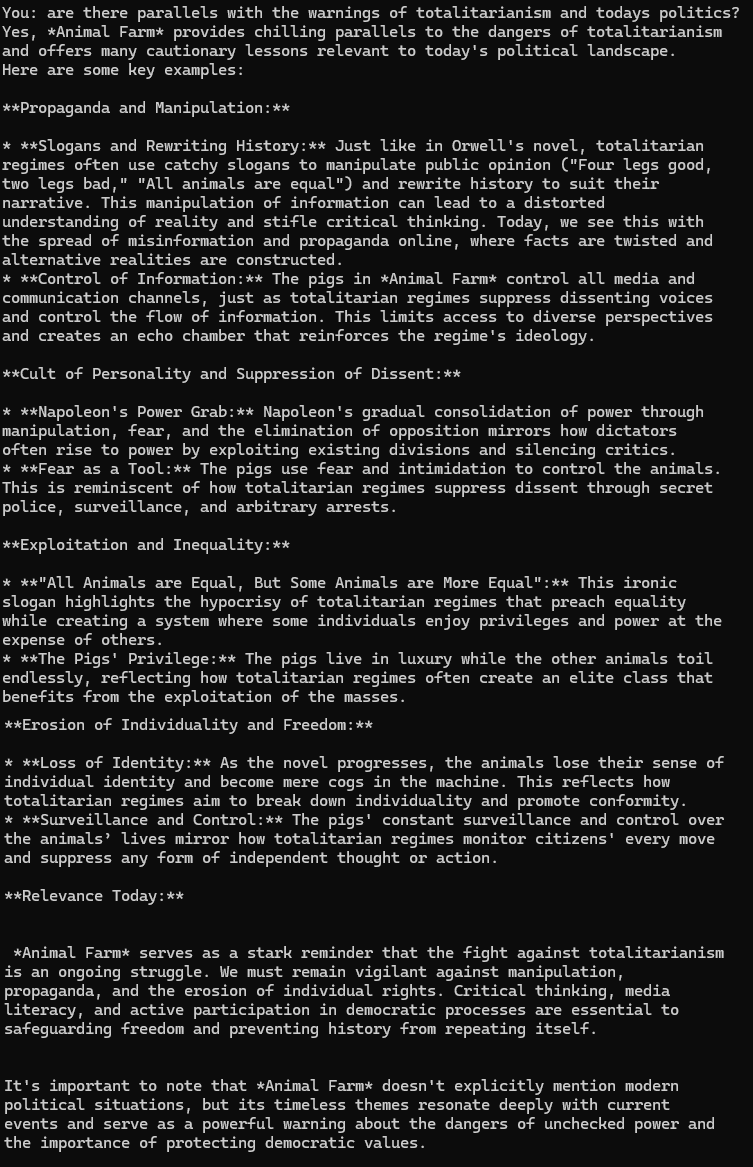 You: are there parallels with the warnings of totalitarianism and todays politics?
Yes, *Animal Farm* provides chilling parallels to the dangers of totalitarianism
and offers many cautionary lessons relevant to today's political landscape.
Here are some key examples:
**Propaganda and Manipulation:**
* **Slogans and Rewriting History:** Just like in Orwell's novel, totalitarian
regimes often use catchy slogans to manipulate public opinion ("Four legs good,
two legs bad," "All animals are equal") and rewrite history to suit their
narrative. This manipulation of information can lead to a distorted
understanding of reality and stifle critical thinking. Today, we see this with
the spread of misinformation and propaganda online, where facts are twisted and
alternative realities are constructed.
* **Control of Information:** The pigs in *Animal Farm* control all media and
communication channels, just as totalitarian regimes suppress dissenting voices
and control the flow of information. This limits access to diverse perspectives
and creates an echo chamber that reinforces the regime's ideology.
**Cult of Personality and Suppression of Dissent:**
* **Napoleon's Power Grab:** Napoleon's gradual consolidation of power through
manipulation, fear, and the elimination of opposition mirrors how dictators
often rise to power by exploiting existing divisions and silencing critics.
* **Fear as a Tool:** The pigs use fear and intimidation to control the animals.
This is reminiscent of how totalitarian regimes suppress dissent through secret
police, surveillance, and arbitrary arrests.
**Exploitation and Inequality:**
* **"All Animals are Equal, But Some Animals are More Equal":** This ironic
slogan highlights the hypocrisy of totalitarian regimes that preach equality
while creating a system where some individuals enjoy privileges and power at the
expense of others.
* **The Pigs' Privilege:** The pigs live in luxury while the other animals toil
endlessly, reflecting how totalitarian regimes often create an elite class that
benefits from the exploitation of the masses.
**Erosion of Individuality and Freedom:**
* **Loss of Identity:** As the novel progresses, the animals lose their sense of
individual identity and become mere cogs in the machine. This reflects how
totalitarian regimes aim to break down individuality and promote conformity.
* **Surveillance and Control:** The pigs' constant surveillance and control over
the animals’ lives mirror how totalitarian regimes monitor citizens' every move
and suppress any form of independent thought or action.
**Relevance Today:**
*Animal Farm* serves as a stark reminder that the fight against totalitarianism
is an ongoing struggle. We must remain vigilant against manipulation,
propaganda, and the erosion of individual rights. Critical thinking, media
literacy, and active participation in democratic processes are essential to
safeguarding freedom and preventing history from repeating itself.
It's important to note that *Animal Farm* doesn't explicitly mention modern
political situations, but its timeless themes resonate deeply with current
events and serve as a powerful warning about the dangers of unchecked power and
the importance of protecting democratic values.